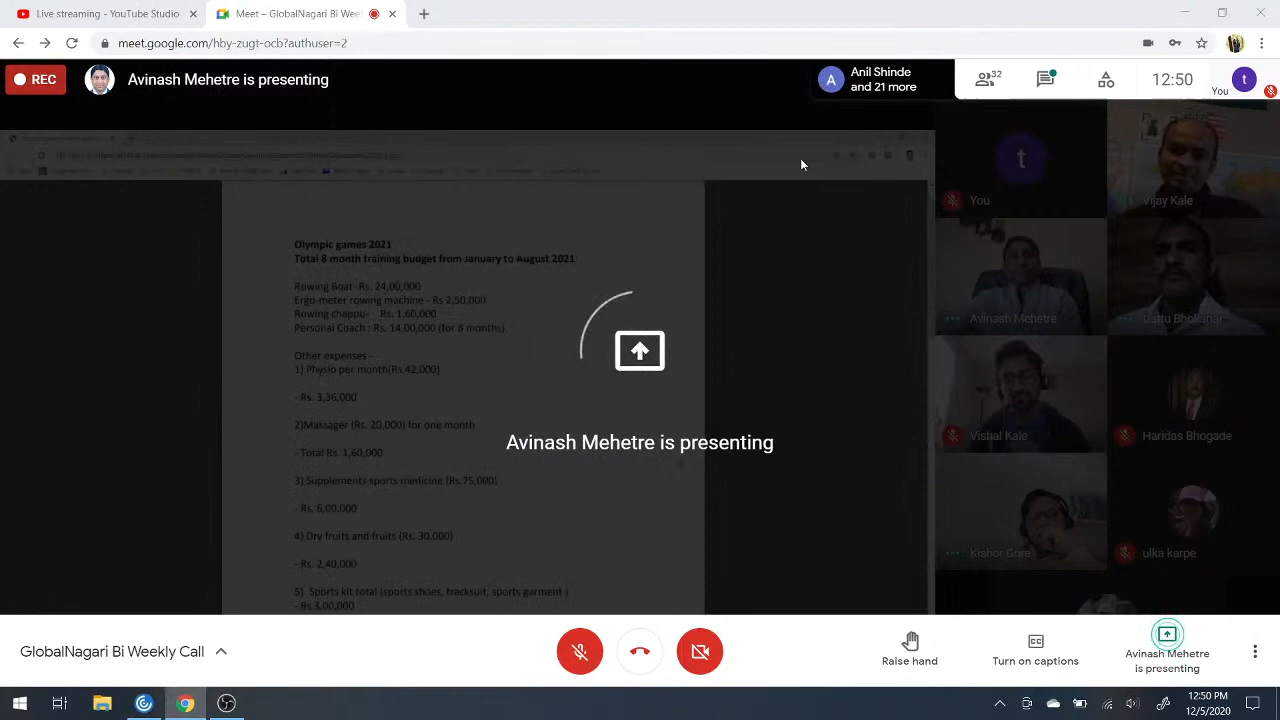 Live streaming - YouTube Studio
Meet – GlobalNagari Bi Wee
meet.google.com/hby-zugt-ocb?authuser=2
REC
Avinash Mehetre is presenting
A
Anil Shinde
and 21 more
32
12:50
You
t
Olympic games 2021
Total 8 month training budget from January to August 2021
Rowing Boat -Rs. 24,00,000
Ergo-meter rowing machine – Rs 2,50,000
Rowing chappu- Rs. 1,60,000
Personal Coach : Rs. 14,00,000 (for 8 months)
Other expenses -
1) Physio per month(Rs.42,000)
- Rs. 3,36,000
2)Massager (Rs. 20,000) for one month
- Total Rs. 1,60,000
3) Supplements sports medicine (Rs.75,000)
- Rs. 6,00,000
4) Dry fruits and fruits (Rs. 30,000)
- Rs. 2,40,000
5) Sports kit total (sports shoes, tracksuit, sports garment )
- Rs.3,00,000
Avinash Mehetre is presenting
t
You
Vijay Kale
Avinash Mehetre
Dattu Bhokanar
Vishal Kale
Haridas Bhogade
Kishor Gore
ulka karpe
GlobalNagari Bi Weekly Call
Raise hand
CC
Turn on captions
Avinash Mehetre
is presenting
12:50 PM
12/5/2020